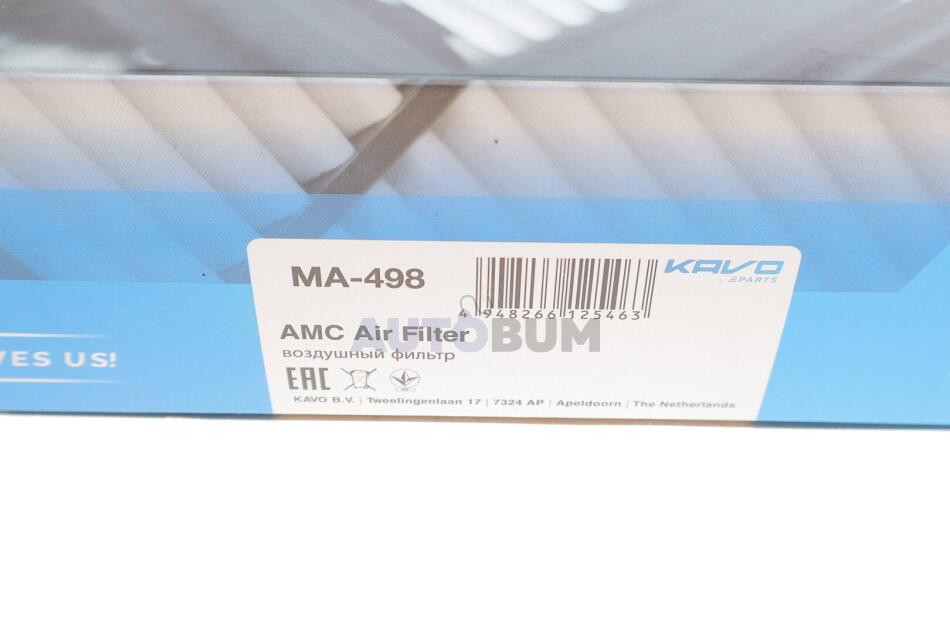 MA-498
KAVO
PARTS
4 948266 125463
AMC Air Filter
AUTOBUM
воздушный фильтр
VES US!
EAC
KAVO B.V. | Tweelingenlaan 17 | 7324 AP | Apeldoorn | The Netherlands